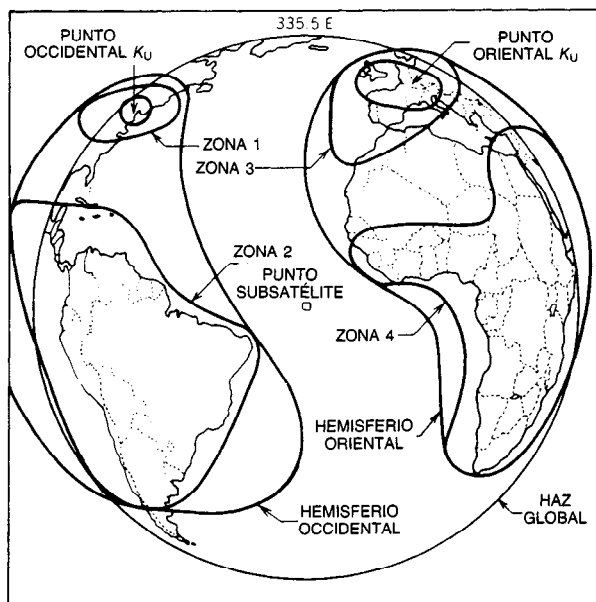 335.5 E
PUNTO
OCCIDENTAL KU
PUNTO
ORIENTAL KU
ZONA 1
ZONA 3
ZONA 2
PUNTO
SUBSATÉLITE
ZONA 4
HEMISFERIO
ORIENTAL
HEMISFERIO
OCCIDENTAL
HAZ
GLOBAL